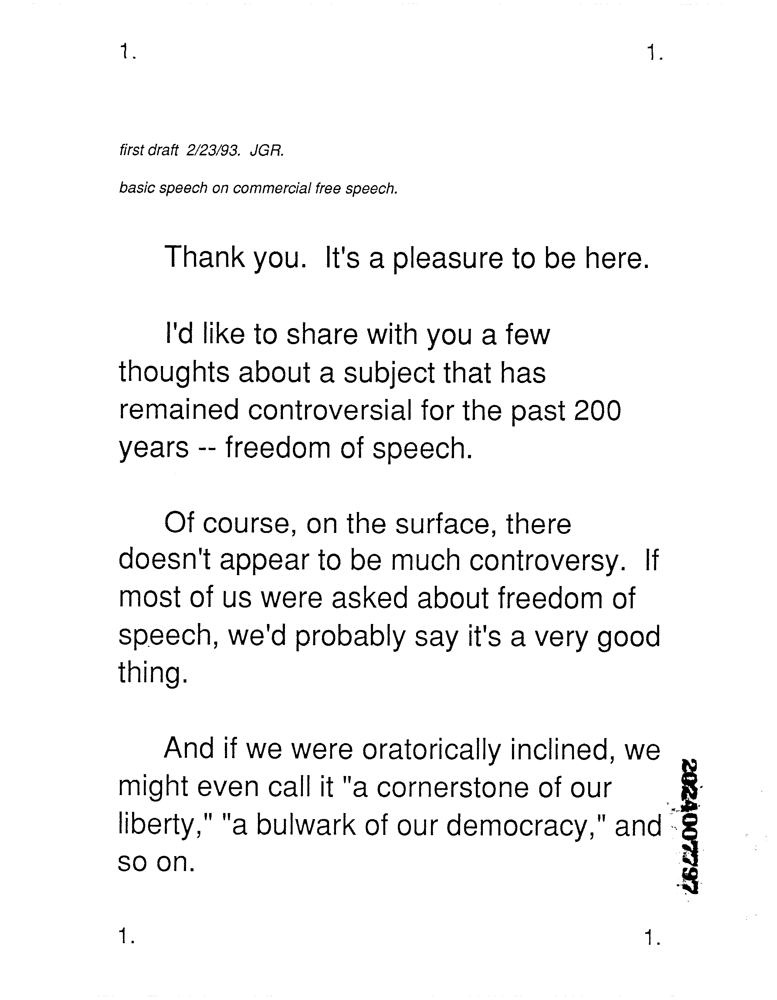 1. 1.
first draft 2/23/93. JGR.
basic speech on commercial free speech.
Thank you. It's a pleasure to be here.
I'd like to share with you a few
thoughts about a subject that has
remained controversial for the past 200
years -- freedom of speech.
Of course, on the surface, there
doesn't appear to be much controversy. If
most of us were asked about freedom of
speech, we'd probably say it's a very good
thing.
And if we were oratorically inclined, we
might even call it "a cornerstone of our
liberty," "a bulwark of our democracy," and
so on.
2024007797
1. 1.